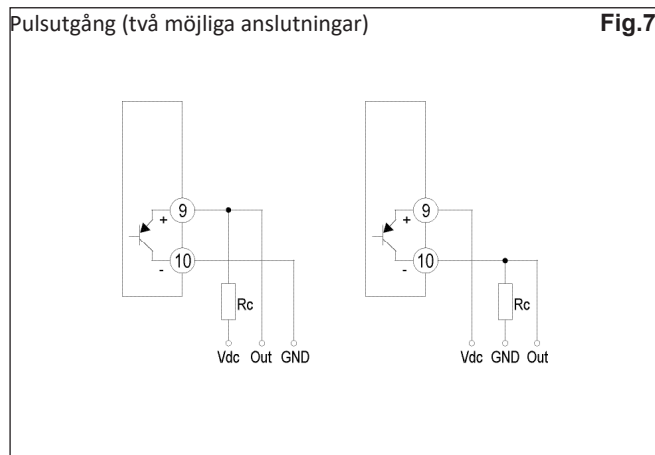 Pulsutgång (två möjliga anslutningar) Fig.7
9 9
+ +
10 10
- -
Rc Rc
Vdc Out GND Vdc GND Out